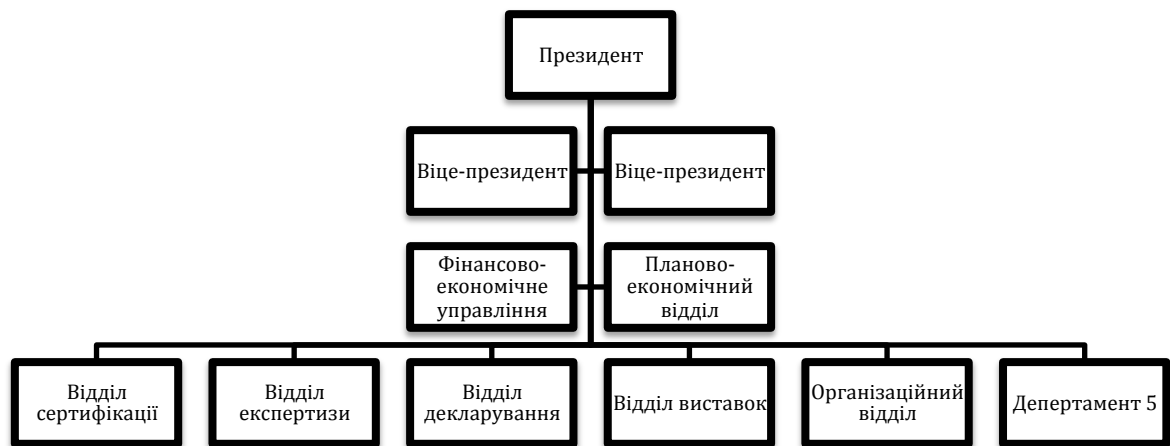 Президент
Віце-президент
Віце-президент
Фінансово-
економічне
управління
Планово-
економічний
відділ
Відділ
сертифікації
Відділ
експертизи
Відділ
декларування
Відділ виставок
Організаційний
відділ
Депертамент 5